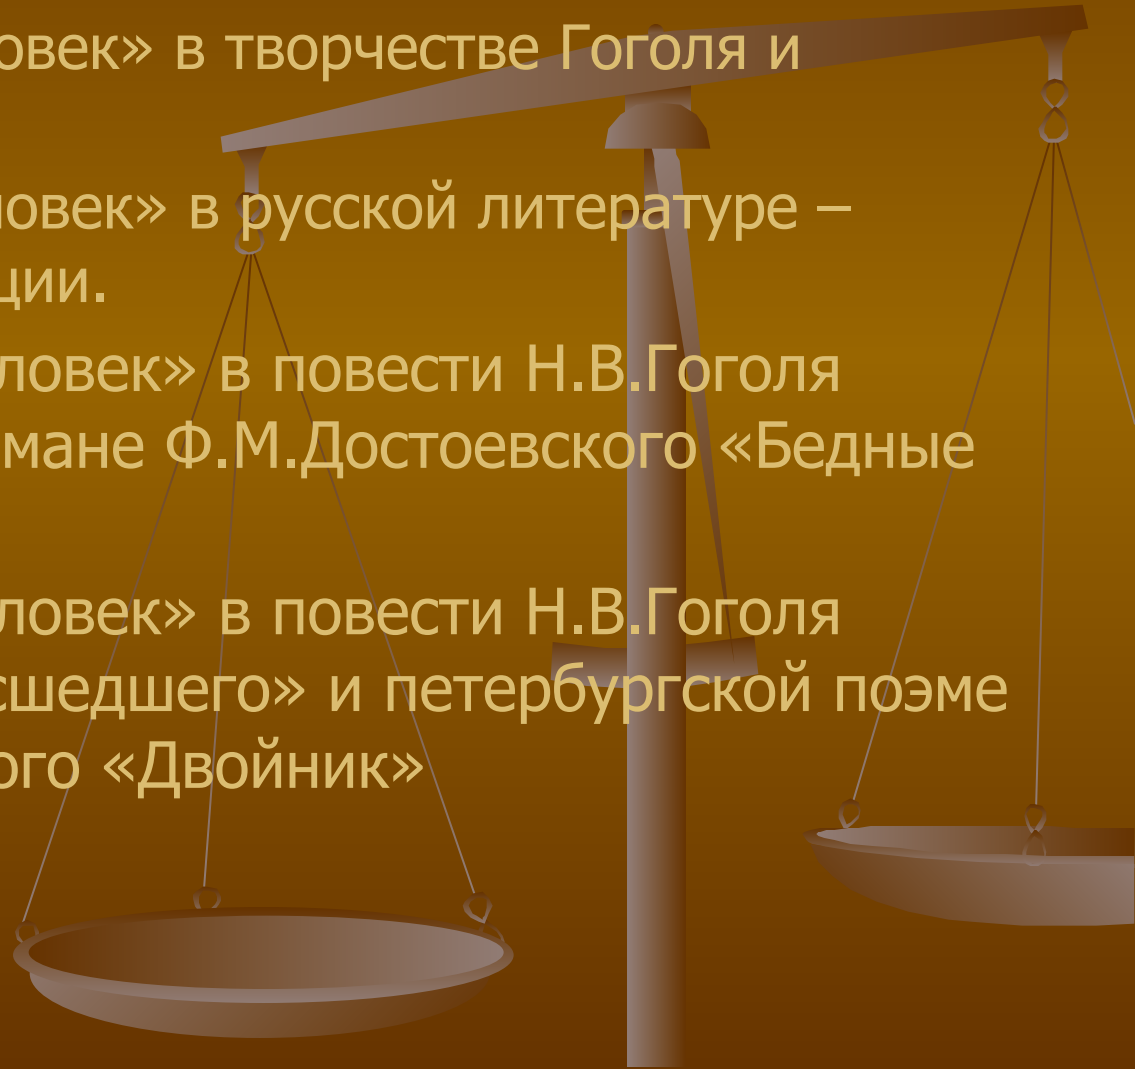 овек» в творчестве Гоголя и
ловек» в русской литературе –
ции.
ловек» в повести Н.В.Гоголя
мане Ф.М.Достоевского «Бедные
ловек» в повести Н.В.Гоголя
сшедшего» и петербургской поэме
ого «Двойник»